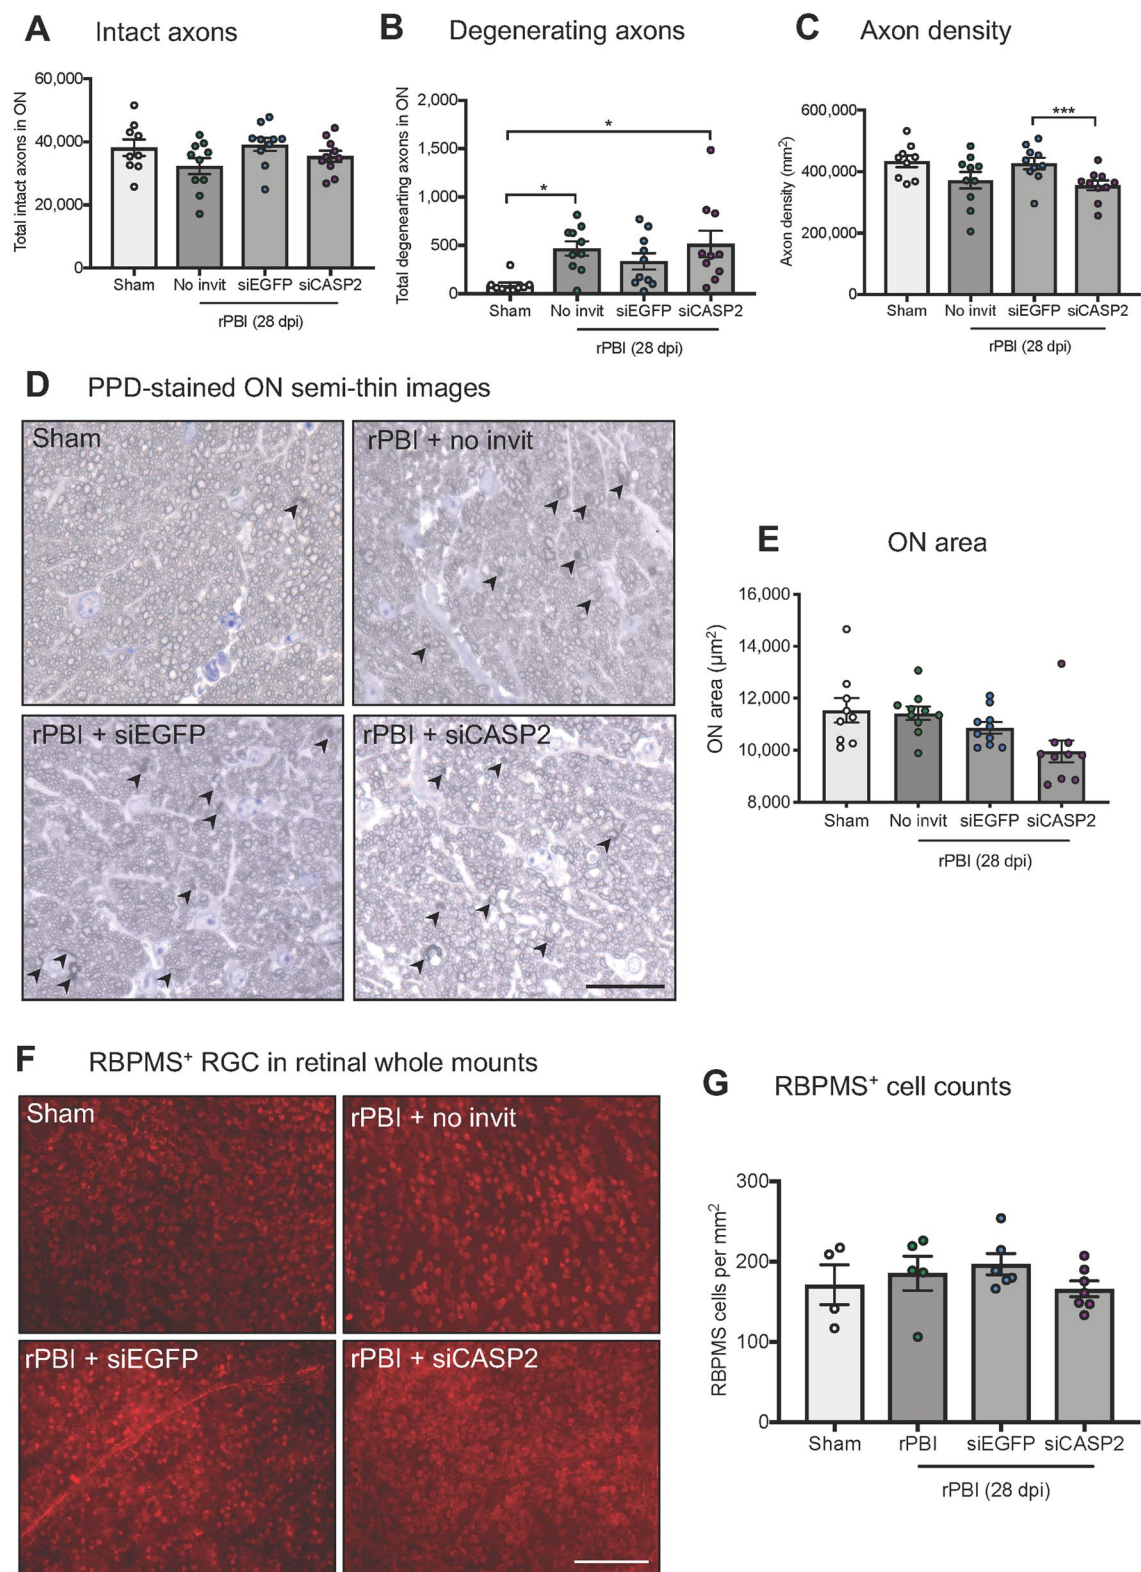 A Intact axons
Total intact axons in ON
60,000
40,000
20,000
0
Sham No invit siEGFP siCASP2
rPBI (28 dpi)
B Degenerating axons
Total degenearting axons in ON
2,000
1,500
1,000
500
0
*
*
Sham No invit siEGFP siCASP2
rPBI (28 dpi)
C Axon density
Axon density (mm²)
600,000
400,000
200,000
0
***
Sham No invit siEGFP siCASP2
rPBI (28 dpi)
D PPD-stained ON semi-thin images
Sham
rPBI + no invit
rPBI + siEGFP
rPBI + siCASP2
E ON area
ON area (µm²)
16,000
14,000
12,000
10,000
8,000
Sham No invit siEGFP siCASP2
rPBI (28 dpi)
F RBPMS⁺ RGC in retinal whole mounts
Sham
rPBI + no invit
rPBI + siEGFP
rPBI + siCASP2
G RBPMS⁺ cell counts
RBPMS cells per mm²
300
200
100
0
Sham rPBI siEGFP siCASP2
rPBI (28 dpi)